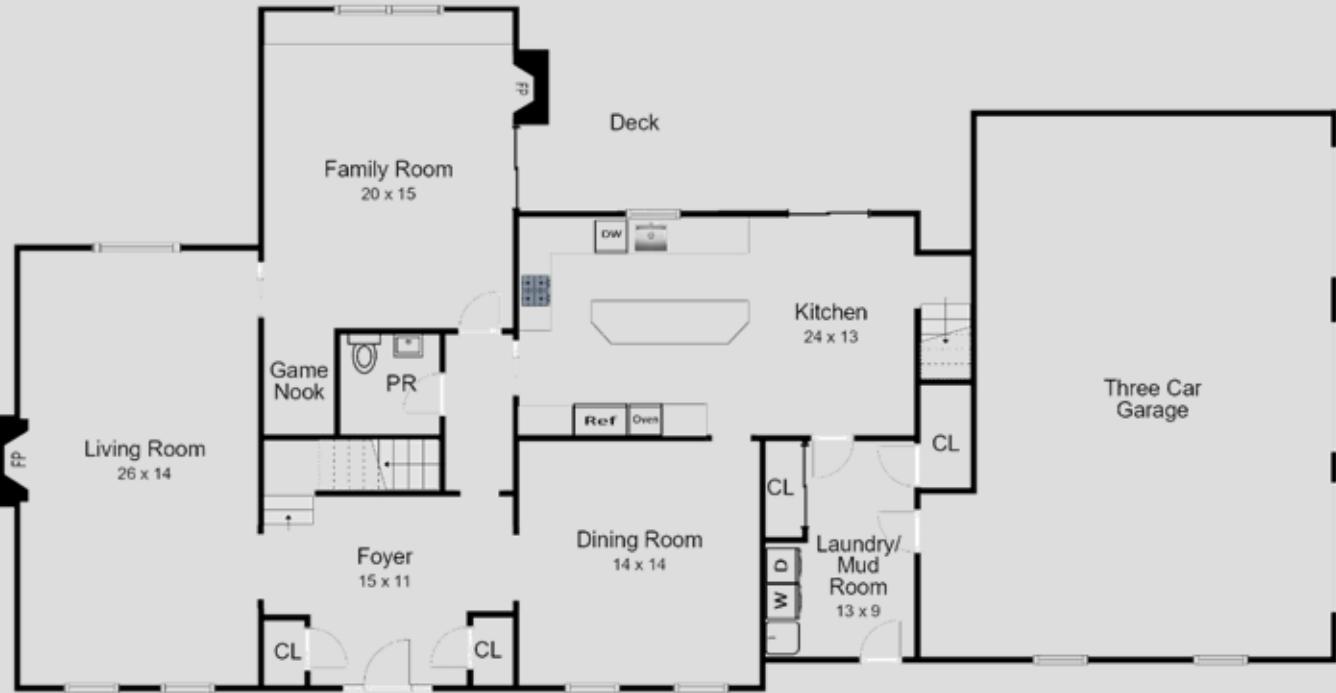 FP
Deck
Family Room
20 x 15
DW
Kitchen
24 x 13
Game
Nook
PR
Three Car
Garage
Ref
Oven
Living Room
26 x 14
FP
CL
CL
Dining Room
14 x 14
Laundry/
Mud
Room
13 x 9
D
W
Foyer
15 x 11
CL
CL